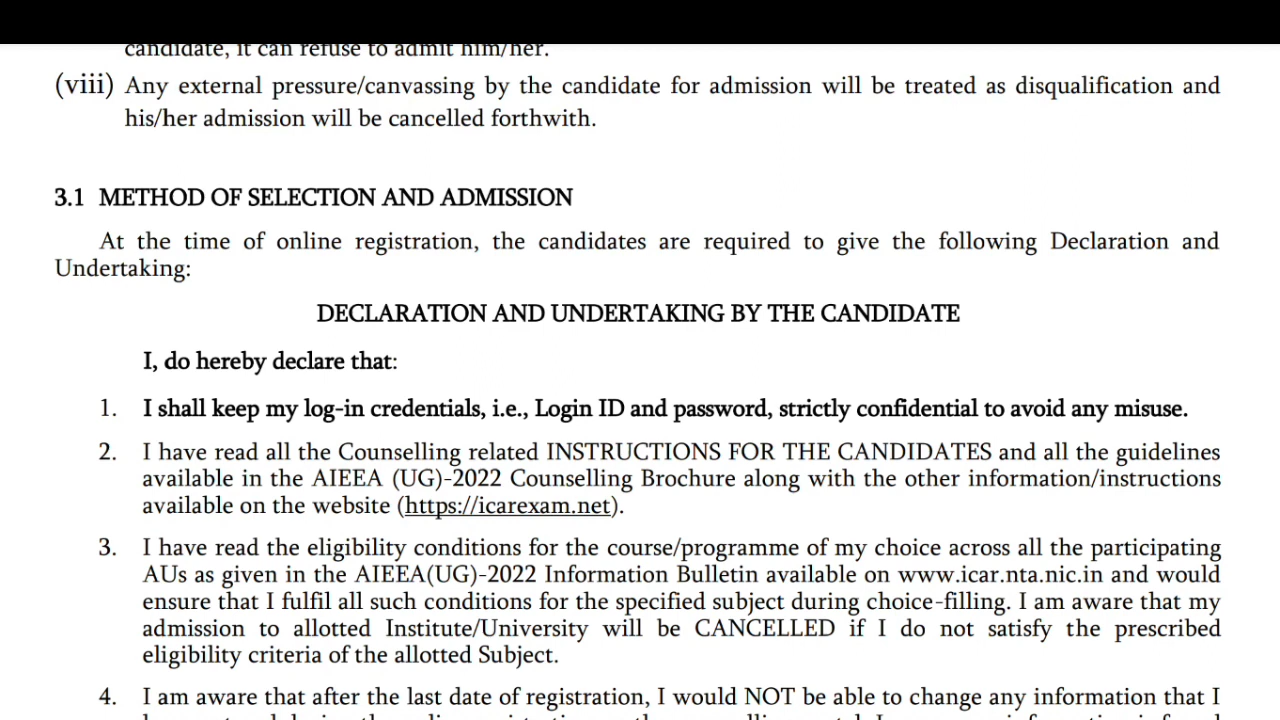 candidate, it can refuse to admit him/her.
(viii) Any external pressure/canvassing by the candidate for admission will be treated as disqualification and
his/her admission will be cancelled forthwith.
3.1 METHOD OF SELECTION AND ADMISSION
At the time of online registration, the candidates are required to give the following Declaration and
Undertaking:
DECLARATION AND UNDERTAKING BY THE CANDIDATE
I, do hereby declare that:
1. I shall keep my log-in credentials, i.e., Login ID and password, strictly confidential to avoid any misuse.
2. I have read all the Counselling related INSTRUCTIONS FOR THE CANDIDATES and all the guidelines
available in the AIEEA (UG)-2022 Counselling Brochure along with the other information/instructions
available on the website (https://icarexam.net).
3. I have read the eligibility conditions for the course/programme of my choice across all the participating
AUs as given in the AIEEA(UG)-2022 Information Bulletin available on www.icar.nta.nic.in and would
ensure that I fulfil all such conditions for the specified subject during choice-filling. I am aware that my
admission to allotted Institute/University will be CANCELLED if I do not satisfy the prescribed
eligibility criteria of the allotted Subject.
4. I am aware that after the last date of registration, I would NOT be able to change any information that I